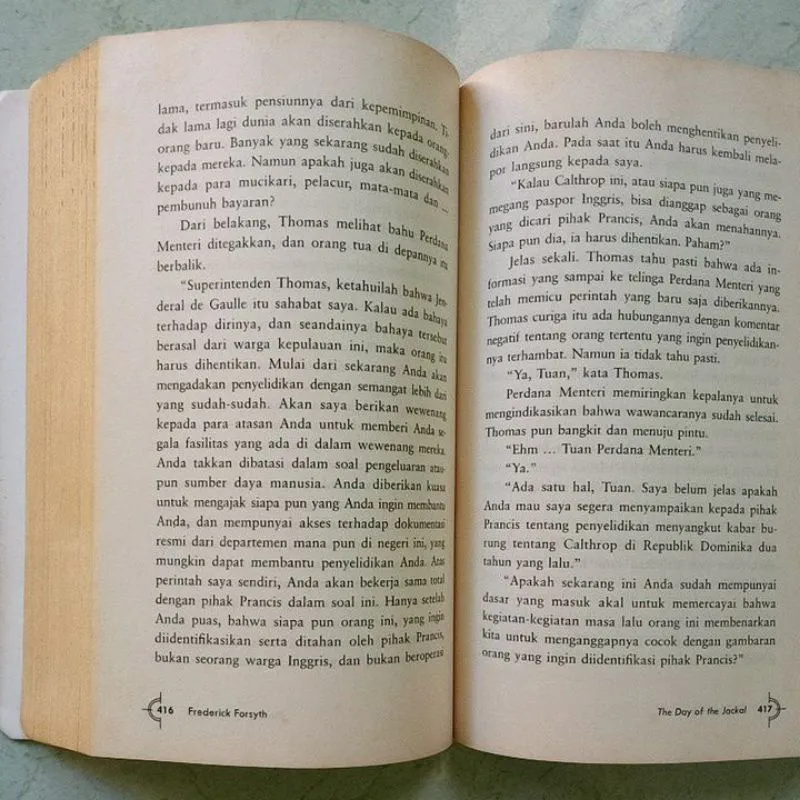 lama, termasuk pensiunnya dari kepemimpinan. Ti-
dak lama lagi dunia akan diserahkan kepada orang-
orang baru. Banyak yang sekarang sudah diserahkan
kepada mereka. Namun apakah juga akan diserahkan
kepada para mucikari, pelacur, mata-mata dan ...
pembunuh bayaran?
Dari belakang, Thomas melihat bahu Perdana
Menteri ditegakkan, dan orang tua di depannya itu
berbalik.
“Superintenden Thomas, ketahuilah bahwa Jen-
deral de Gaulle itu sahabat saya. Kalau ada bahaya
terhadap dirinya, dan seandainya bahaya tersebut
berasal dari warga kepulauan ini, maka orang itu
harus dihentikan. Mulai dari sekarang Anda akan
mengadakan penyelidikan dengan semangat lebih dari
yang sudah-sudah. Akan saya berikan wewenang
kepada para atasan Anda untuk memberi Anda se-
gala fasilitas yang ada di dalam wewenang mereka.
Anda takkan dibatasi dalam soal pengeluaran atau-
pun sumber daya manusia. Anda diberikan kuasa
untuk mengajak siapa pun yang Anda ingin membantu
Anda, dan mempunyai akses terhadap dokumentasi
resmi dari departemen mana pun di negeri ini, yang
mungkin dapat membantu penyelidikan Anda. Atas
perintah saya sendiri, Anda akan bekerja sama total
dengan pihak Prancis dalam soal ini. Hanya setelah
Anda puas, bahwa siapa pun orang ini, yang ingin
diidentifikasikan serta ditahan oleh pihak Prancis,
bukan seorang warga Inggris, dan bukan beroperasi
416 Frederick Forsyth
dari sini, barulah Anda boleh menghentikan penyeli-
dikan Anda. Pada saat itu Anda harus kembali mela-
por langsung kepada saya.
“Kalau Calthrop ini, atau siapa pun juga yang me-
megang paspor Inggris, bisa dianggap sebagai orang
yang dicari pihak Prancis, Anda akan menahannya.
Siapa pun dia, ia harus dihentikan. Paham?”
Jelas sekali. Thomas tahu pasti bahwa ada in-
formasi yang sampai ke telinga Perdana Menteri yang
telah memicu perintah yang baru saja diberikannya.
Thomas curiga itu ada hubungannya dengan komentar
negatif tentang orang tertentu yang ingin penyelidikan-
nya terhambat. Namun ia tidak tahu pasti.
“Ya, Tuan,” kata Thomas.
Perdana Menteri memiringkan kepalanya untuk
mengindikasikan bahwa wawancaranya sudah selesai.
Thomas pun bangkit dan menuju pintu.
“Ehm ... Tuan Perdana Menteri.”
“Ya.”
“Ada satu hal, Tuan. Saya belum jelas apakah
Anda mau saya segera menyampaikan kepada pihak
Prancis tentang penyelidikan menyangkut kabar bu-
rung tentang Calthrop di Republik Dominika dua
tahun yang lalu.”
“Apakah sekarang ini Anda sudah mempunyai
dasar yang masuk akal untuk memercayai bahwa
kegiatan-kegiatan masa lalu orang ini membenarkan
kita untuk menganggapnya cocok dengan gambaran
orang yang ingin diidentifikasi pihak Prancis?”
The Day of the Jackal 417